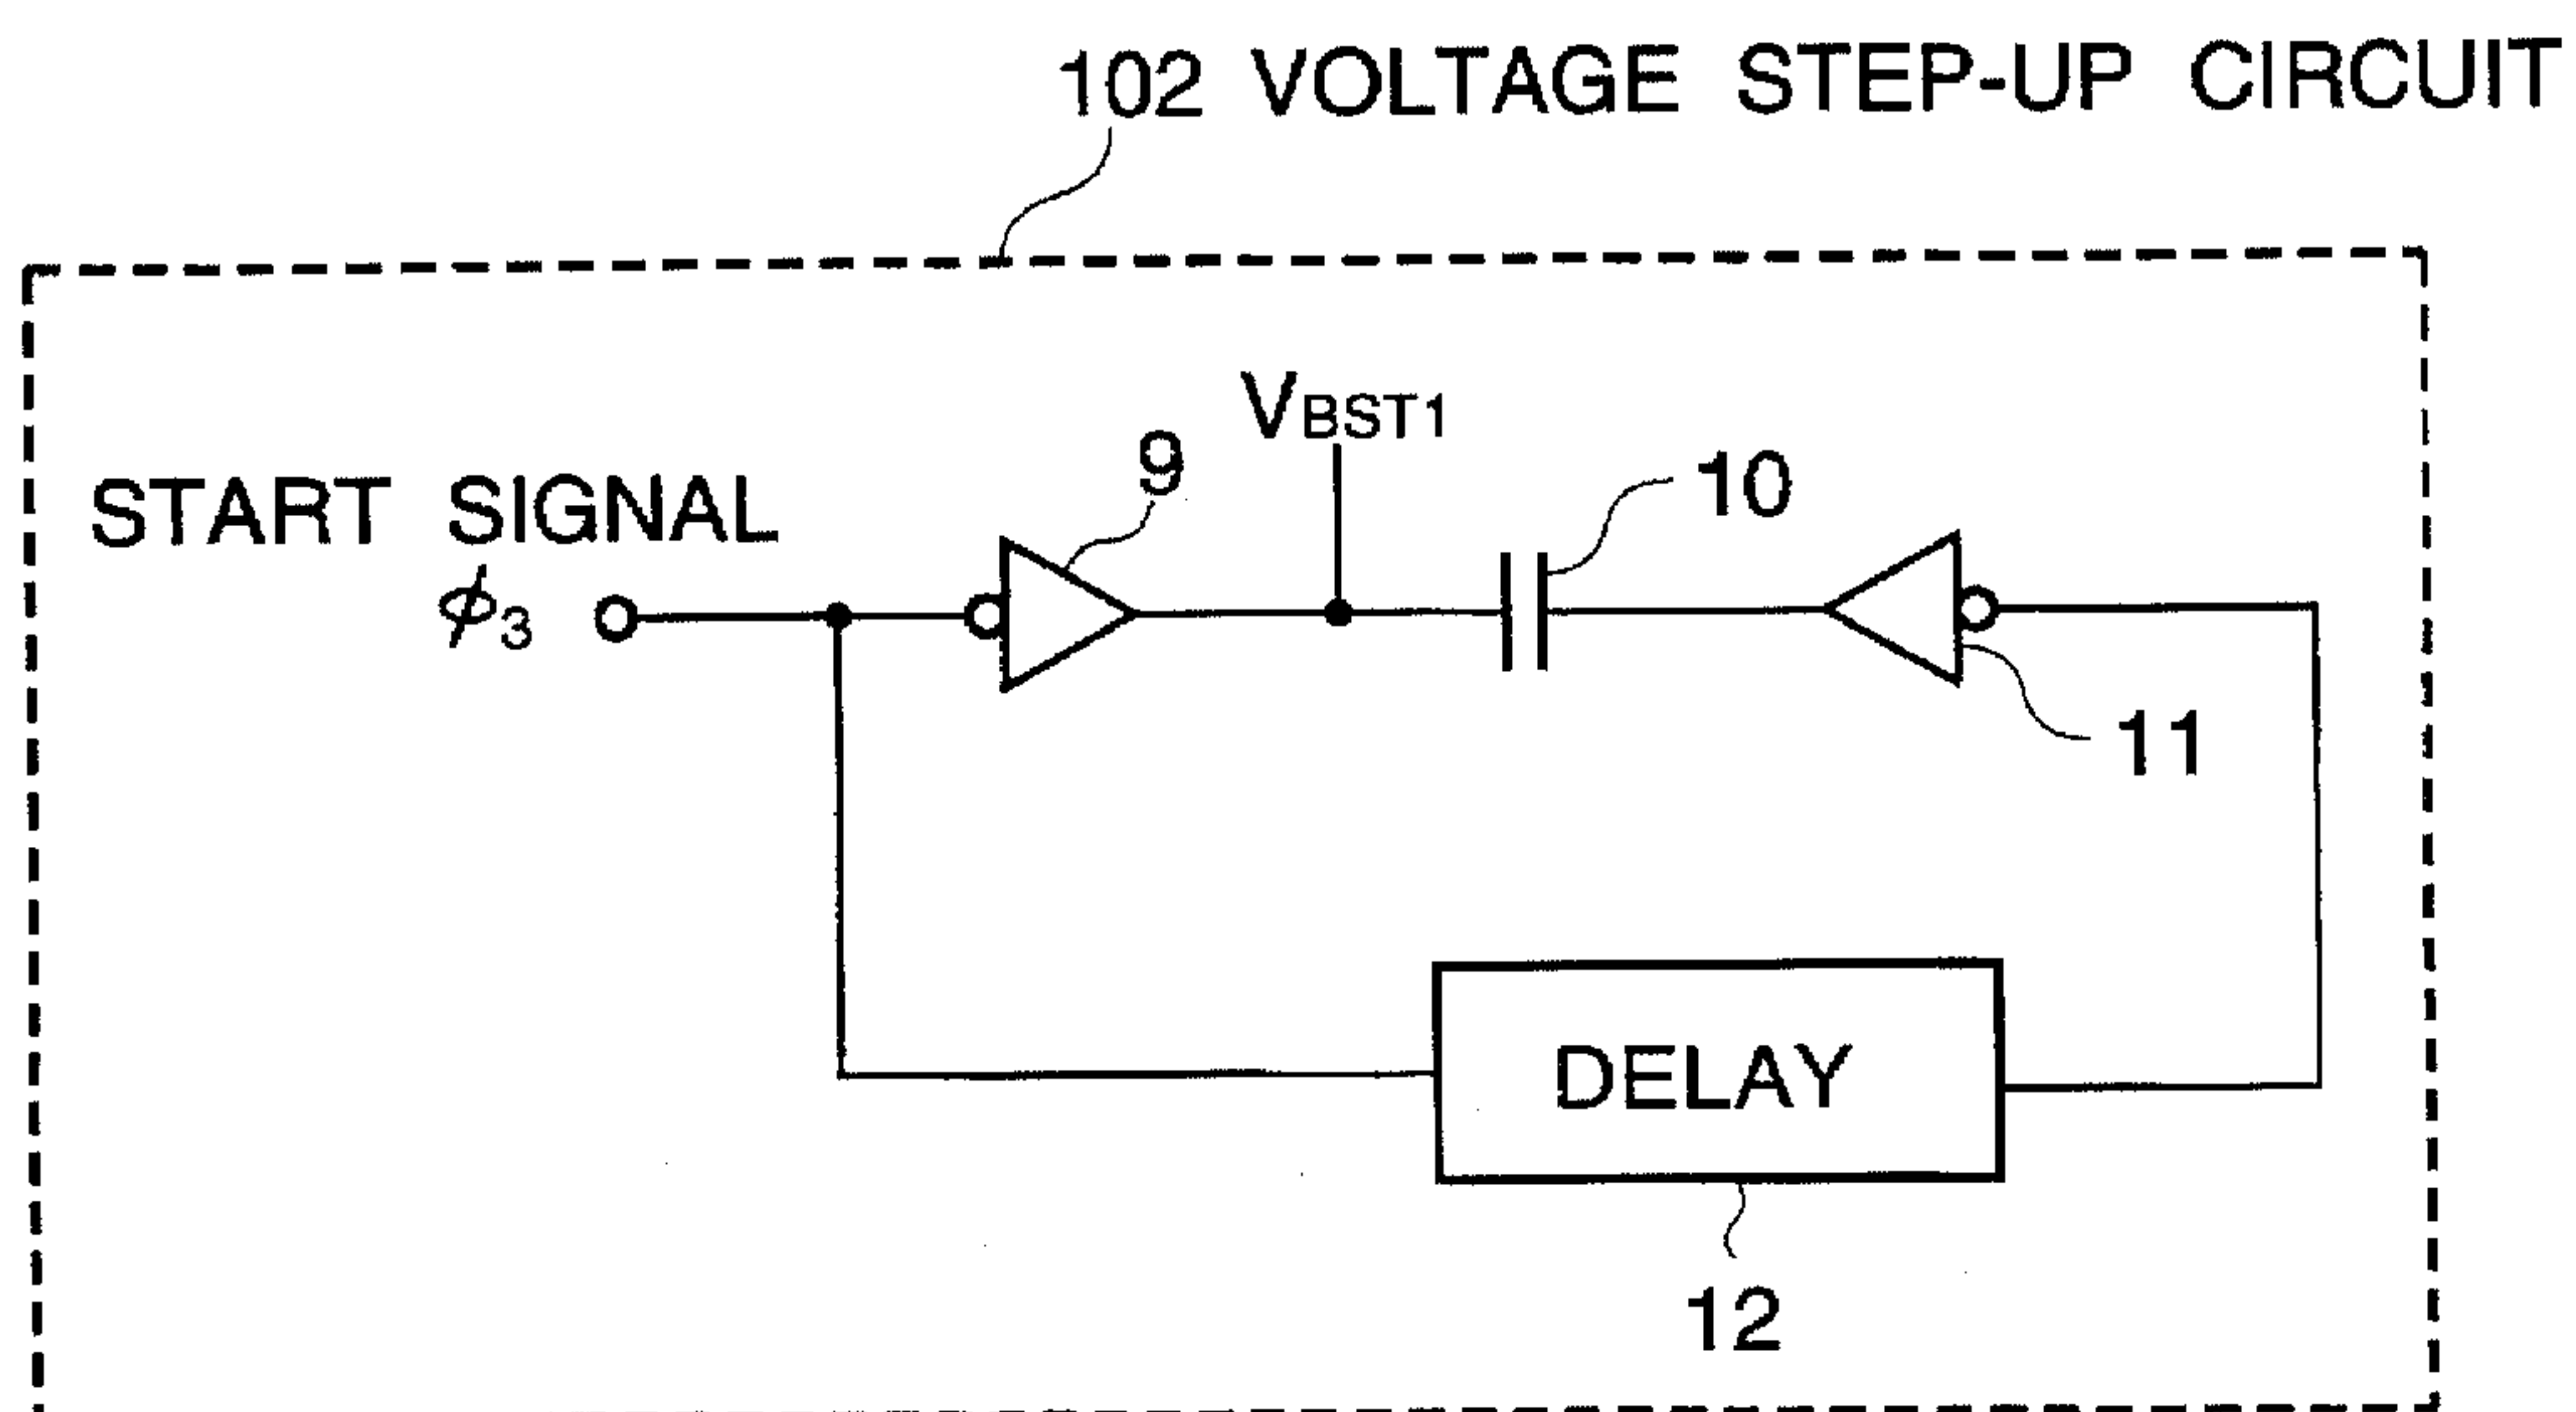 102 VOLTAGE STEP-UP CIRCUIT
VBST1
9
10
START SIGNAL
ϕ3
11
DELAY
12